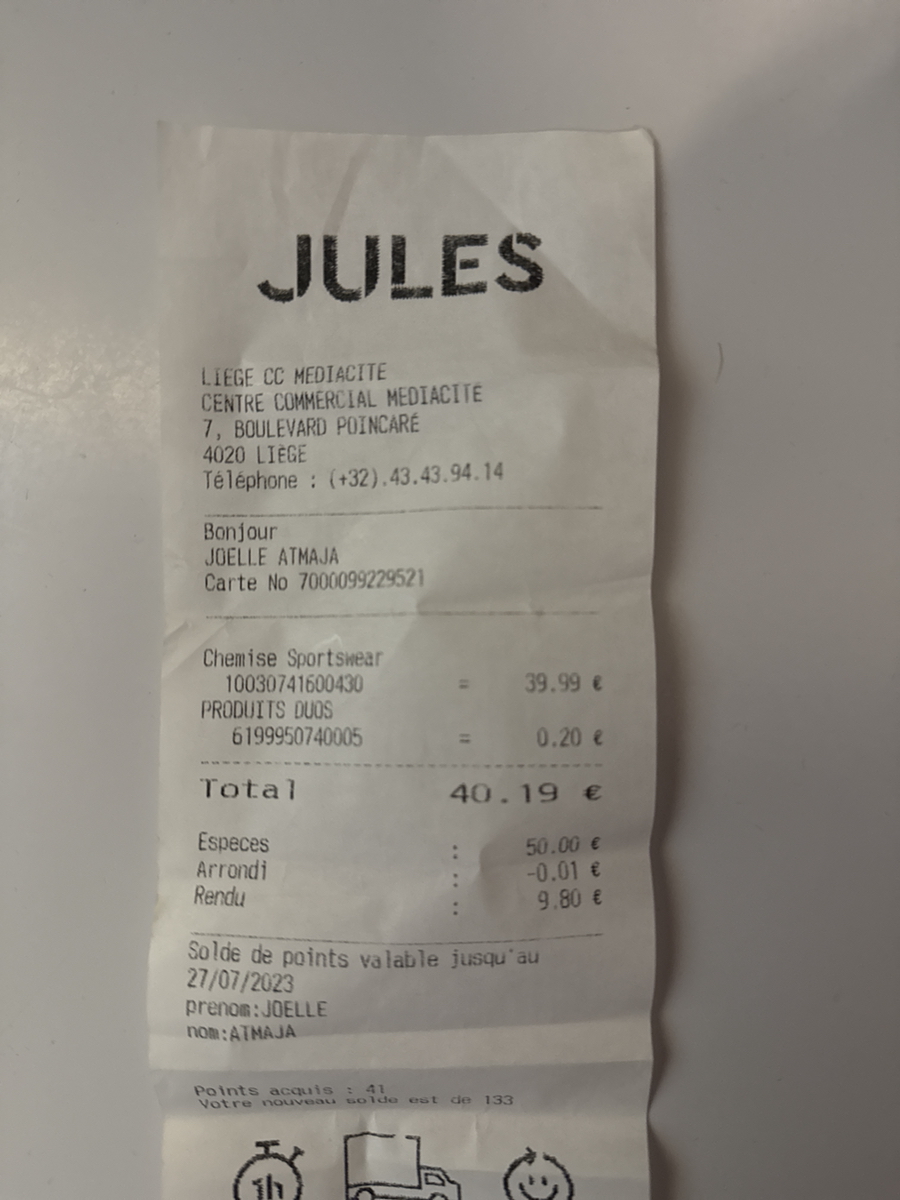 JULES
LIEGE CC MEDIACITE
CENTRE COMMERCIAL MEDIACITE
7, BOULEVARD POINCARÉ
4020 LIÈGE
Téléphone : (+32).43.43.94.14
Bonjour
JOELLE ATMAJA
Carte No 7000099229521
Chemise Sportswear
10030741600430 = 39.99 €
PRODUITS DUOS
6199950740005 = 0.20 €
Total 40.19 €
Especes : 50.00 €
Arrondi : -0.01 €
Rendu : 9.80 €
Solde de points valable jusqu'au
27/07/2023
prenom:JOELLE
nom:ATMAJA
Points acquis : 41
Votre nouveau solde est de 133
1h